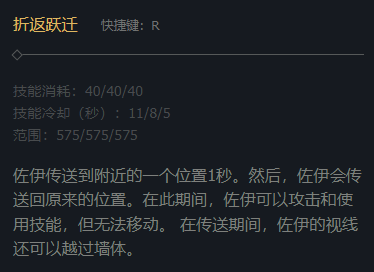 折返跃迁 快捷键：R
技能消耗：40/40/40
技能冷却（秒）：11/8/5
范围：575/575/575
佐伊传送到附近的一个位置1秒。然后，佐伊会传
送回原来的位置。在此期间，佐伊可以攻击和使
用技能，但无法移动。 在传送期间，佐伊的视线
还可以越过墙体。